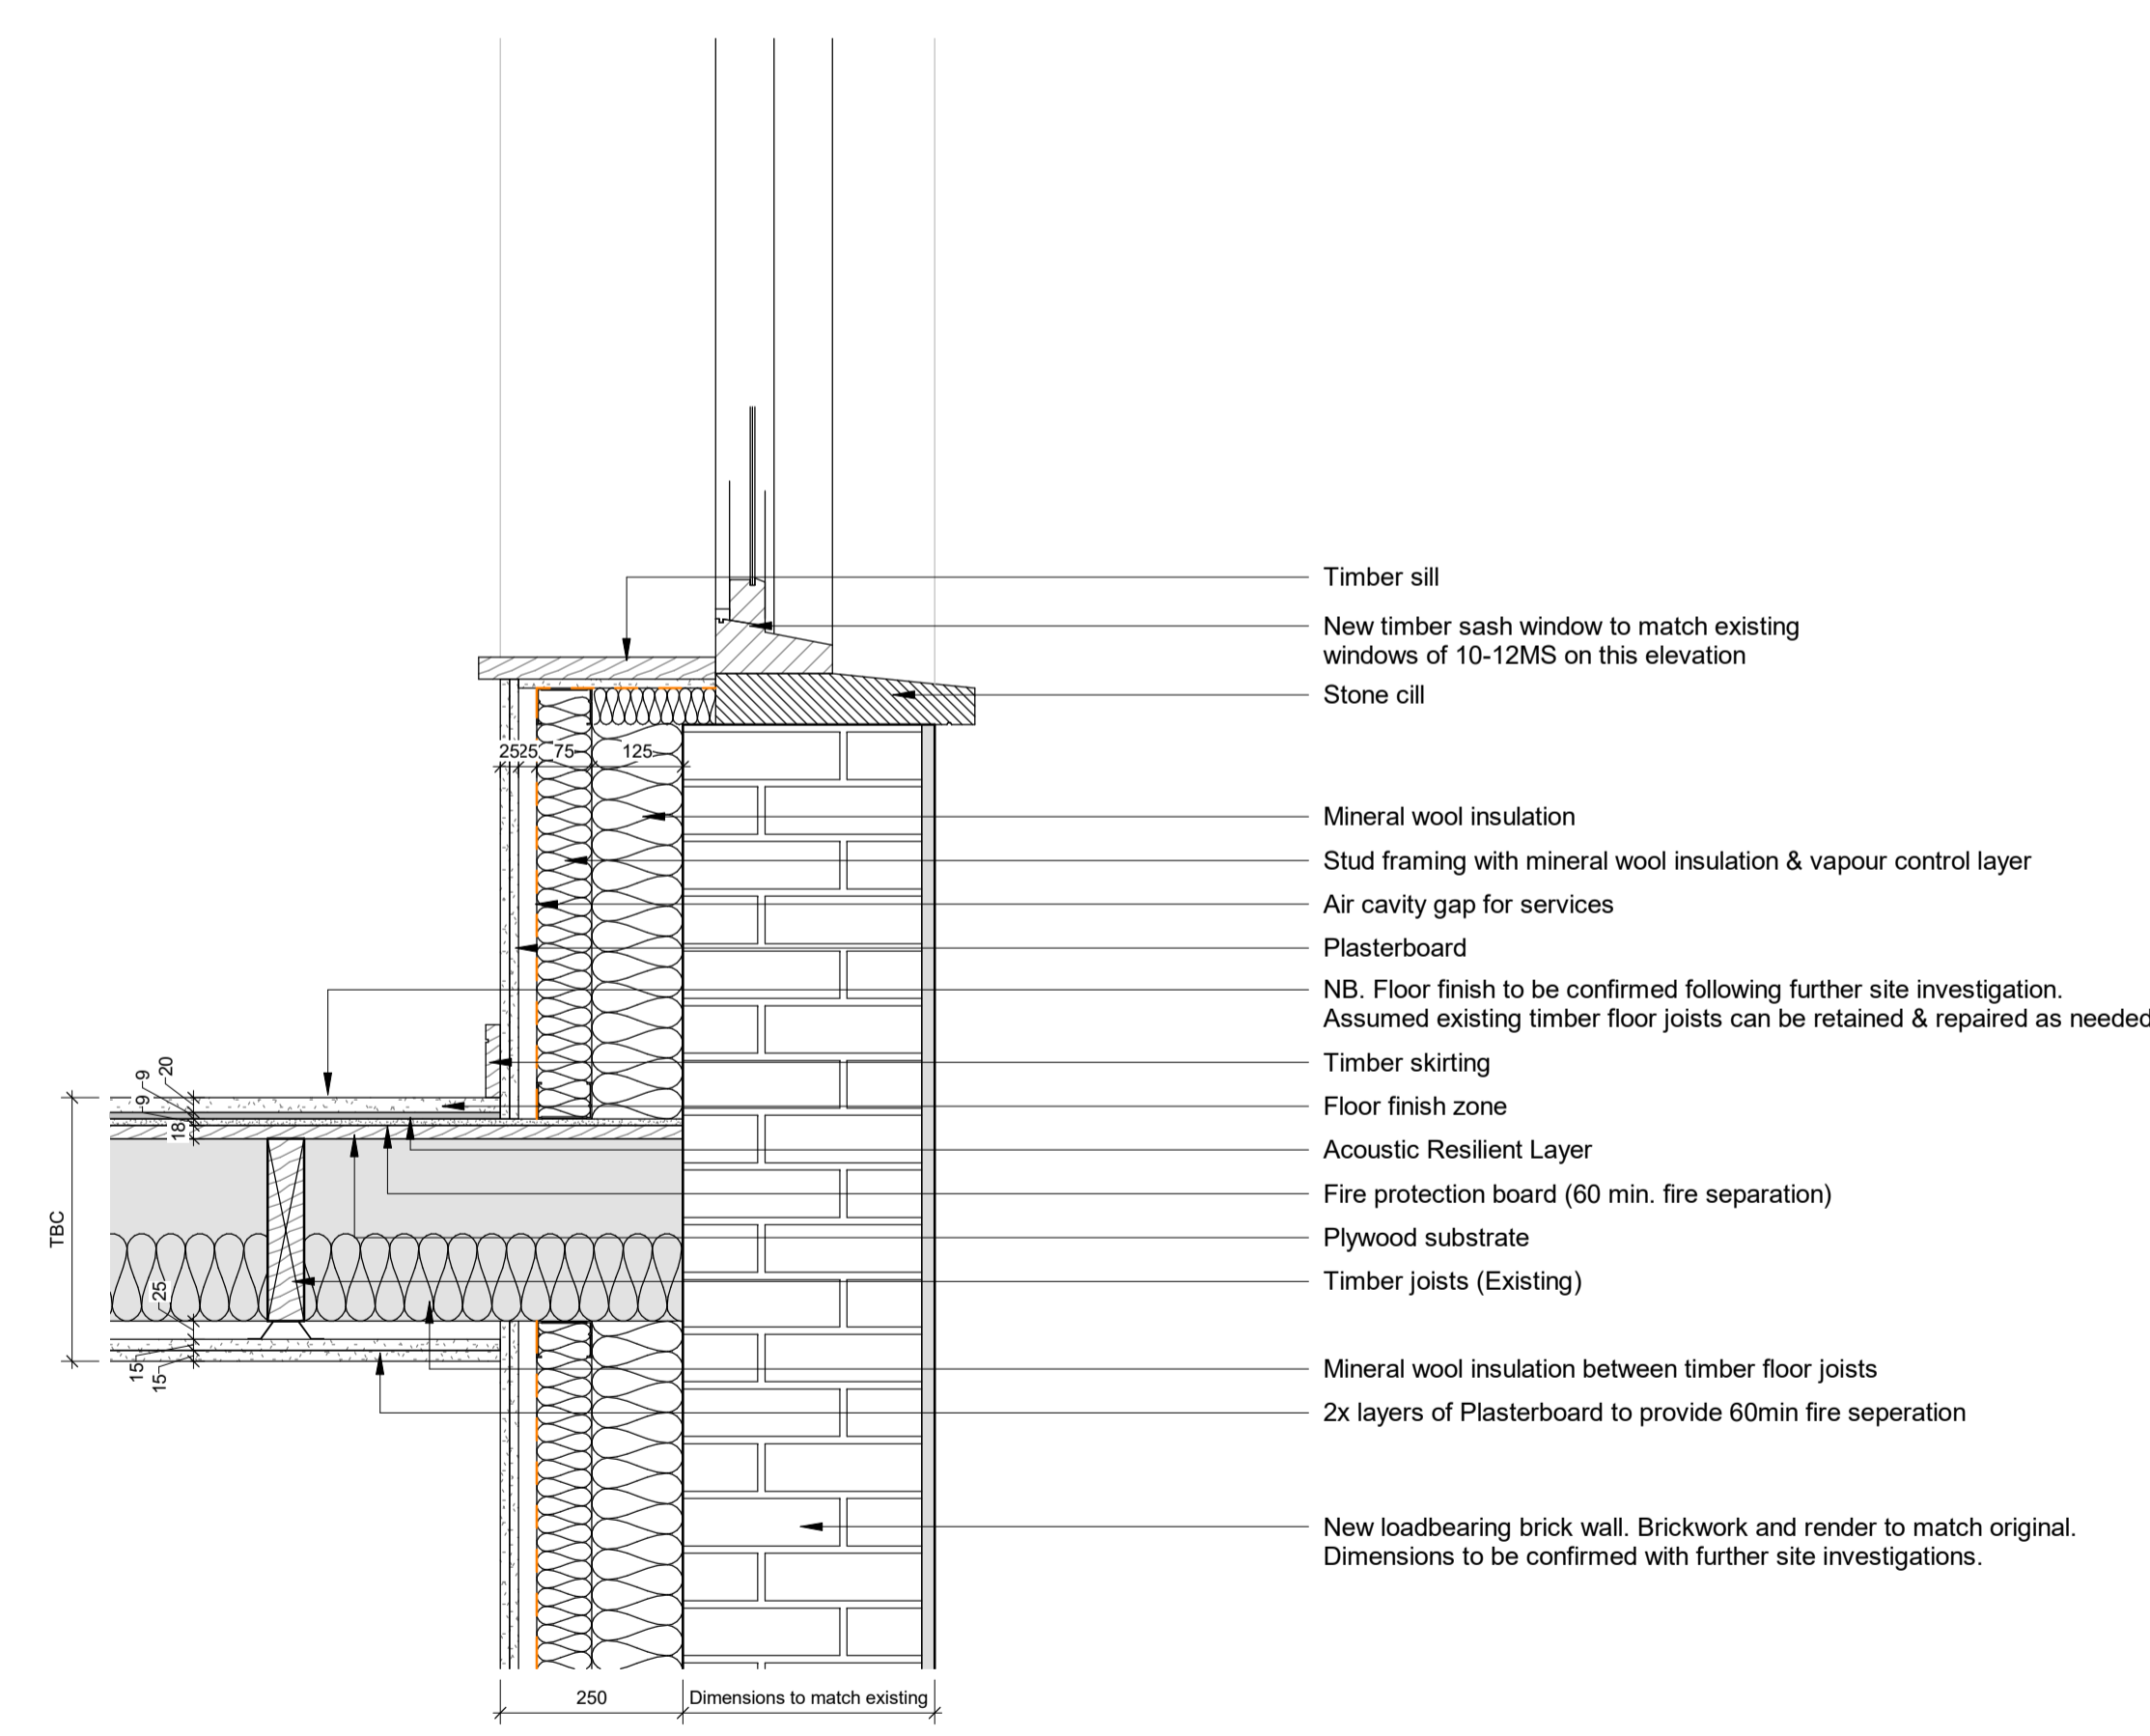 Timber sill
New timber sash window to match existing
windows of 10-12MS on this elevation
Stone cill
25
25
75
125
Mineral wool insulation
Stud framing with mineral wool insulation & vapour control layer
Air cavity gap for services
Plasterboard
NB. Floor finish to be confirmed following further site investigation.
Assumed existing timber floor joists can be retained & repaired as needed
Timber skirting
20
9
9
18
Floor finish zone
Acoustic Resilient Layer
Fire protection board (60 min. fire separation)
TBC
Plywood substrate
Timber joists (Existing)
25
15
15
Mineral wool insulation between timber floor joists
2x layers of Plasterboard to provide 60min fire seperation
New loadbearing brick wall. Brickwork and render to match original.
Dimensions to be confirmed with further site investigations.
250
Dimensions to match existing